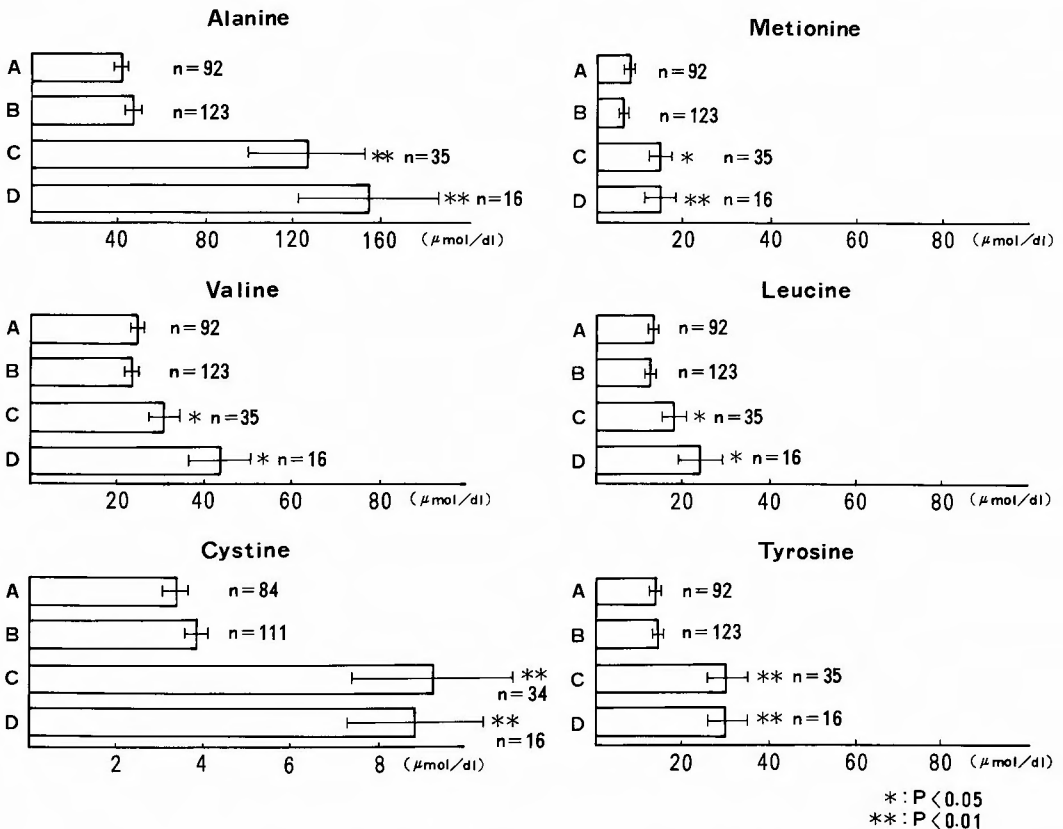 Alanine
A n=92
B n=123
C ** n=35
D ** n=16
40 80 120 160 (μmol/dl)
Metionine
A n=92
B n=123
C * n=35
D ** n=16
20 40 60 80 (μmol/dl)
Valine
A n=92
B n=123
C * n=35
D * n=16
20 40 60 80 (μmol/dl)
Leucine
A n=92
B n=123
C * n=35
D * n=16
20 40 60 80 (μmol/dl)
Cystine
A n=84
B n=111
C **
n=34
D **
n=16
2 4 6 8 (μmol/dl)
Tyrosine
A n=92
B n=123
C ** n=35
D ** n=16
20 40 60 80 (μmol/dl)
*:P<0.05
**:P<0.01